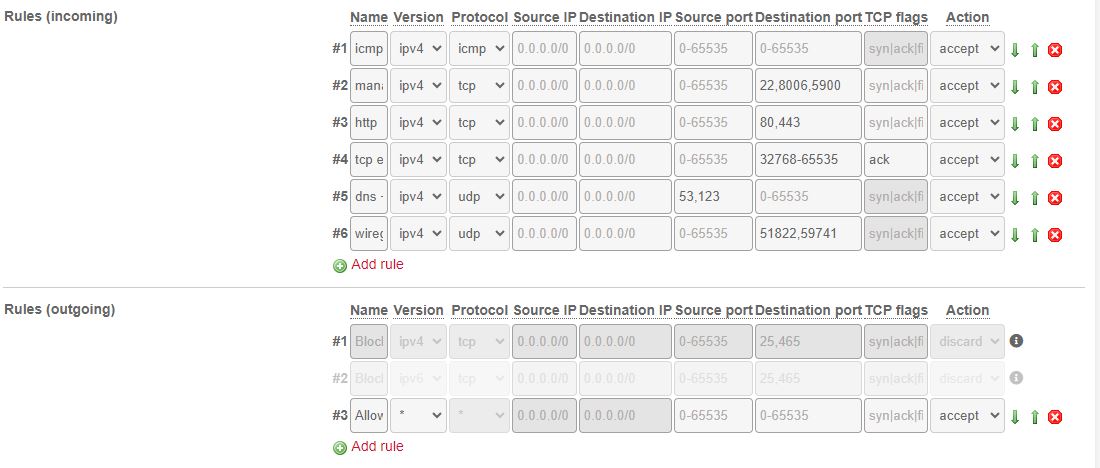 Rules (incoming)
Name Version Protocol Source IP Destination IP Source port Destination port TCP flags Action
#1 icmp ipv4 icmp 0.0.0.0/0 0.0.0.0/0 0-65535 0-65535 syn|ack|fi accept
#2 mana ipv4 tcp 0.0.0.0/0 0.0.0.0/0 0-65535 22,8006,5900 syn|ack|fi accept
#3 http ipv4 tcp 0.0.0.0/0 0.0.0.0/0 0-65535 80,443 syn|ack|fi accept
#4 tcp e ipv4 tcp 0.0.0.0/0 0.0.0.0/0 0-65535 32768-65535 ack accept
#5 dns - ipv4 udp 0.0.0.0/0 0.0.0.0/0 53,123 0-65535 syn|ack|fi accept
#6 wireg ipv4 udp 0.0.0.0/0 0.0.0.0/0 0-65535 51822,59741 syn|ack|fi accept
Add rule
Rules (outgoing)
Name Version Protocol Source IP Destination IP Source port Destination port TCP flags Action
#1 Block ipv4 tcp 0.0.0.0/0 0.0.0.0/0 0-65535 25,465 syn|ack|fi discard
#2 Block ipv6 tcp 0.0.0.0/0 0.0.0.0/0 0-65535 25,465 syn|ack|fi discard
#3 Allow * * 0.0.0.0/0 0.0.0.0/0 0-65535 0-65535 syn|ack|fi accept
Add rule